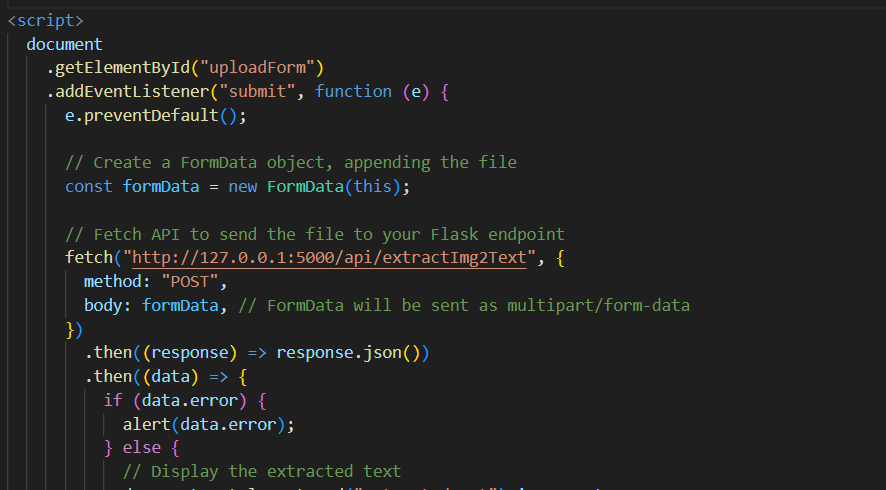 <script>
document
.getElementById("uploadForm")
.addEventListener("submit", function (e) {
e.preventDefault();
// Create a FormData object, appending the file
const formData = new FormData(this);
// Fetch API to send the file to your Flask endpoint
fetch("http://127.0.0.1:5000/api/extractImg2Text", {
method: "POST",
body: formData, // FormData will be sent as multipart/form-data
})
.then((response) => response.json())
.then((data) => {
if (data.error) {
alert(data.error);
} else {
// Display the extracted text